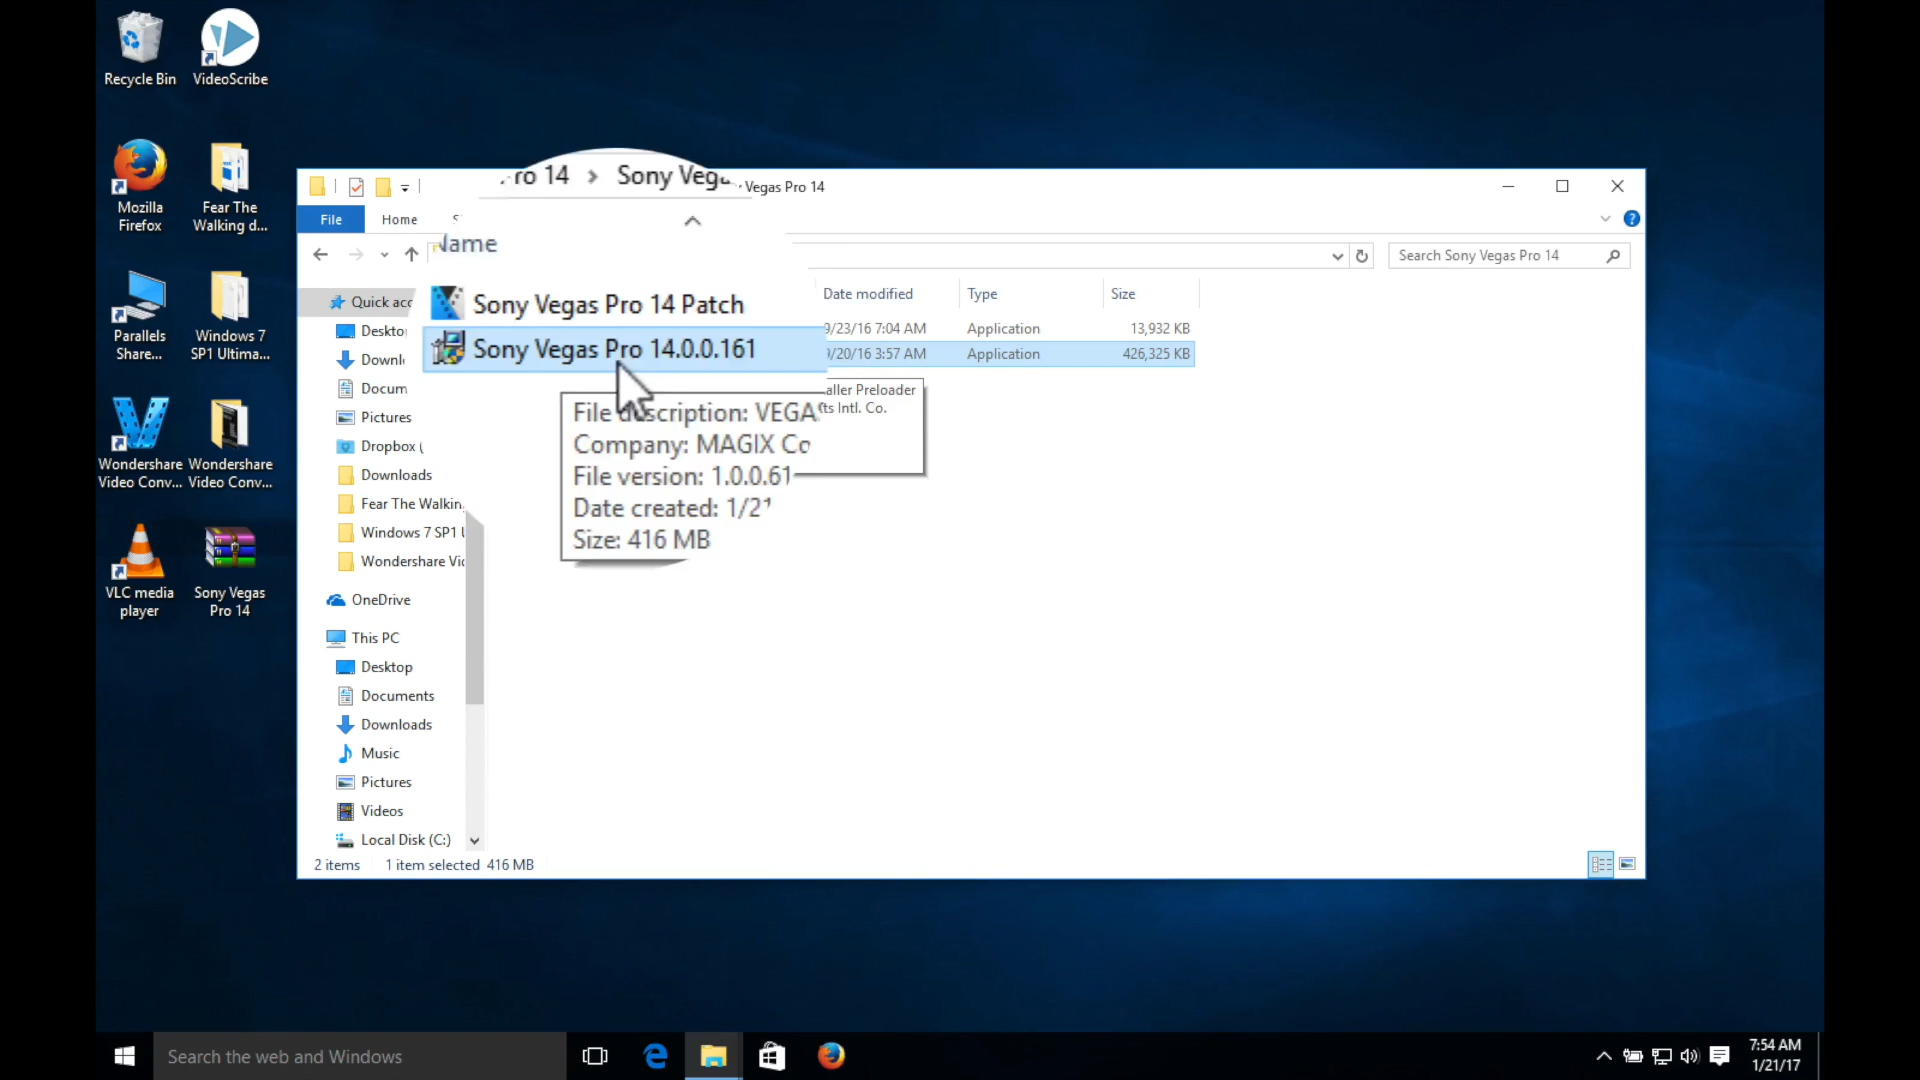 Recycle Bin
VideoScribe
Mozilla
Firefox
Fear The
Walking d...
Parallels
Share...
Windows 7
SP1 Ultima...
Wondershare
Video Conv...
Wondershare
Video Conv...
VLC media
player
Sony Vegas
Pro 14
ro 14 > Sony Vega
Vegas Pro 14
File
Home
Name
Search Sony Vegas Pro 14
Date modified
Type
Size
Sony Vegas Pro 14 Patch
9/23/16 7:04 AM
Application
13,932 KB
Sony Vegas Pro 14.0.0.161
9/20/16 3:57 AM
Application
426,325 KB
aller Preloader
ts Intl. Co.
File description: VEGAS
Company: MAGIX Co
File version: 1.0.0.61
Date created: 1/21
Size: 416 MB
Quick acc
Deskto
Downl
Docum
Pictures
Dropbox (
Downloads
Fear The Walkin
Windows 7 SP1 U
Wondershare Vic
OneDrive
This PC
Desktop
Documents
Downloads
Music
Pictures
Videos
Local Disk (C:)
2 items
1 item selected 416 MB
Search the web and Windows
7:54 AM
1/21/17